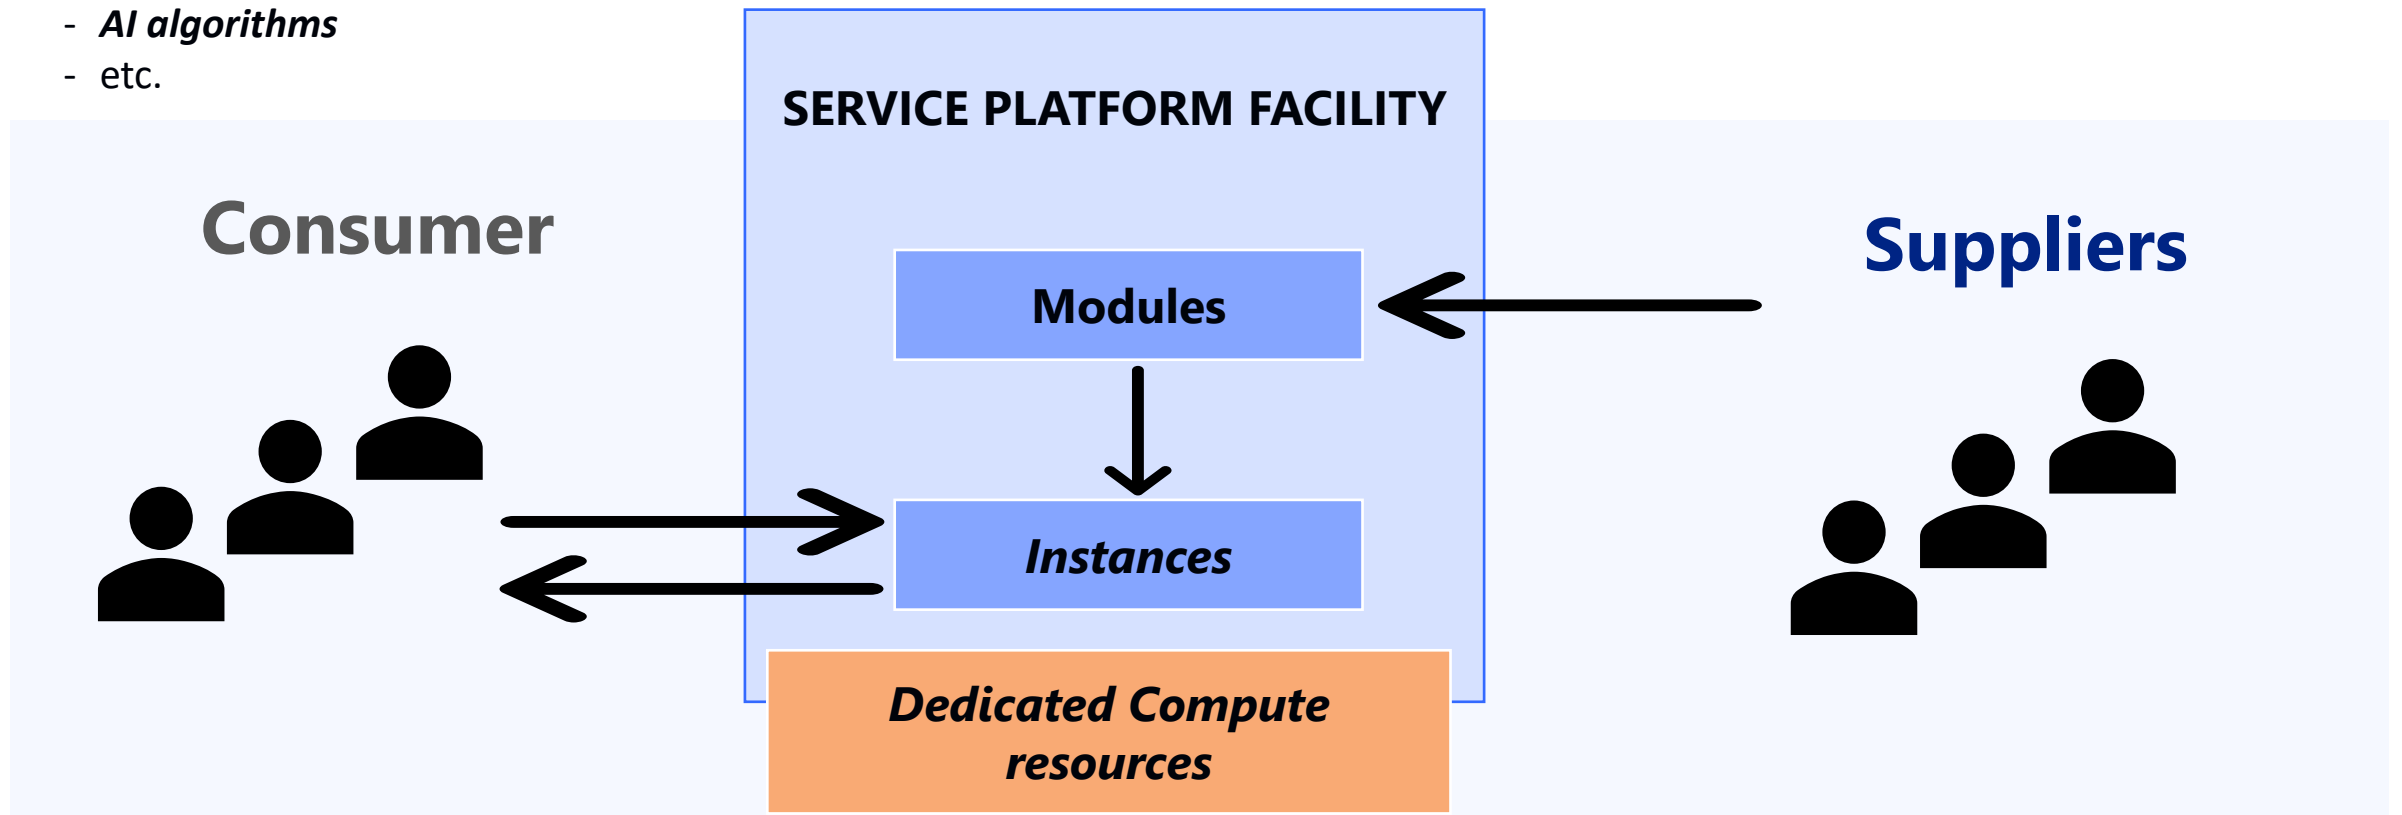 - AI algorithms
- etc.
SERVICE PLATFORM FACILITY
Consumer
Suppliers
Modules
Instances
Dedicated Compute
resources